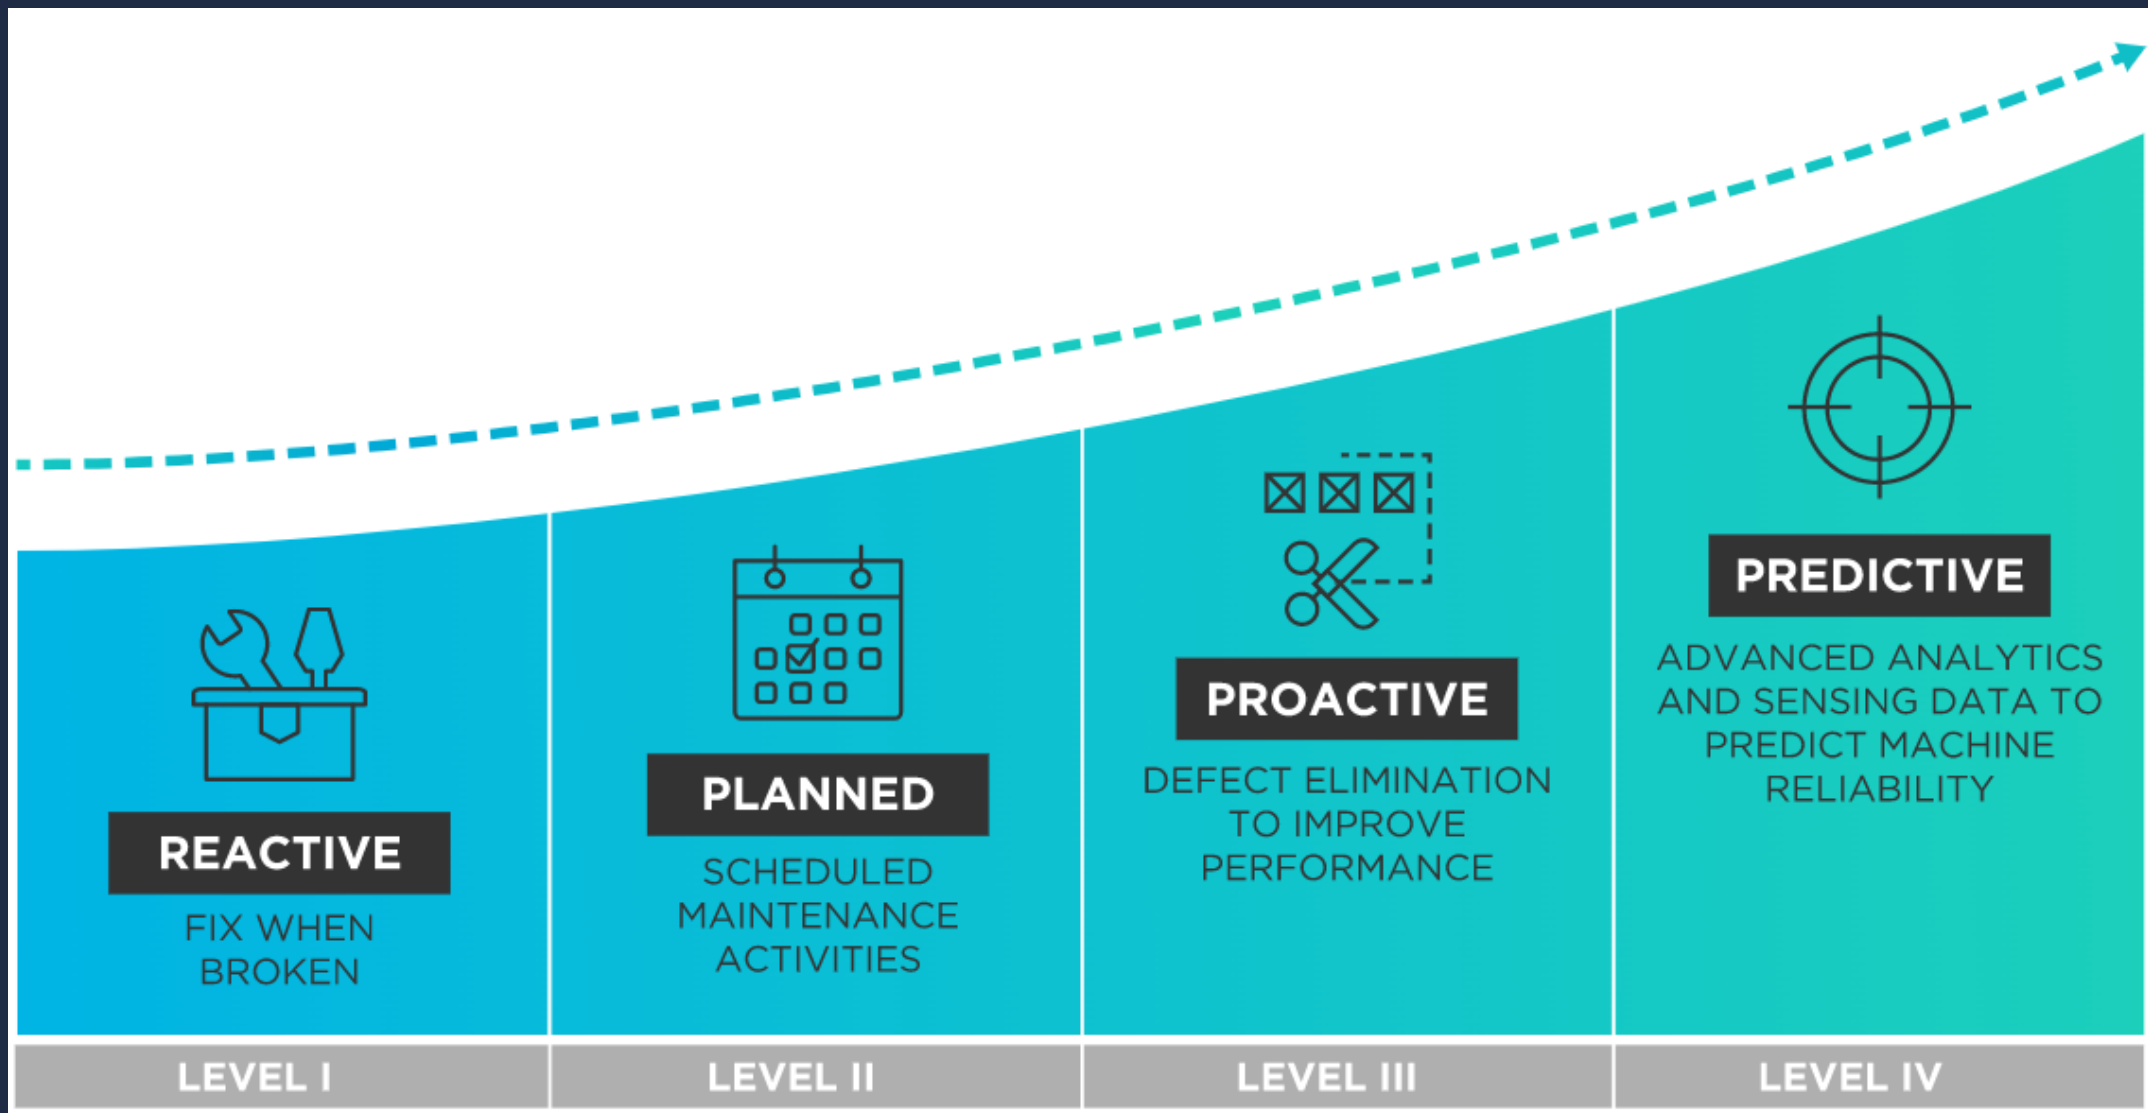 REACTIVE
FIX WHEN
BROKEN
LEVEL I
PLANNED
SCHEDULED
MAINTENANCE
ACTIVITIES
LEVEL II
PROACTIVE
DEFECT ELIMINATION
TO IMPROVE
PERFORMANCE
LEVEL III
PREDICTIVE
ADVANCED ANALYTICS
AND SENSING DATA TO
PREDICT MACHINE
RELIABILITY
LEVEL IV